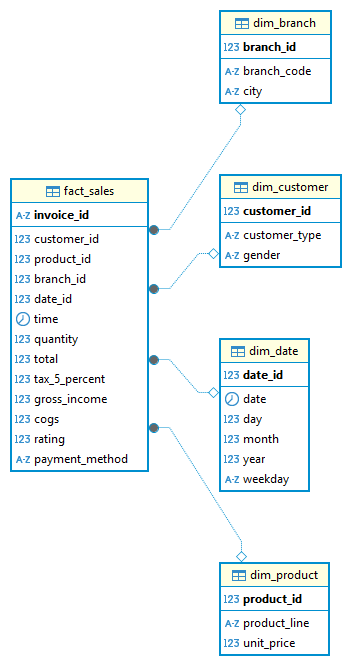 dim_branch
123 branch_id
A-Z branch_code
A-Z city
fact_sales
A-Z invoice_id
123 customer_id
123 product_id
123 branch_id
123 date_id
time
123 quantity
123 total
123 tax_5_percent
123 gross_income
123 cogs
123 rating
A-Z payment_method
dim_customer
123 customer_id
A-Z customer_type
A-Z gender
dim_date
123 date_id
date
123 day
123 month
123 year
A-Z weekday
dim_product
123 product_id
A-Z product_line
123 unit_price